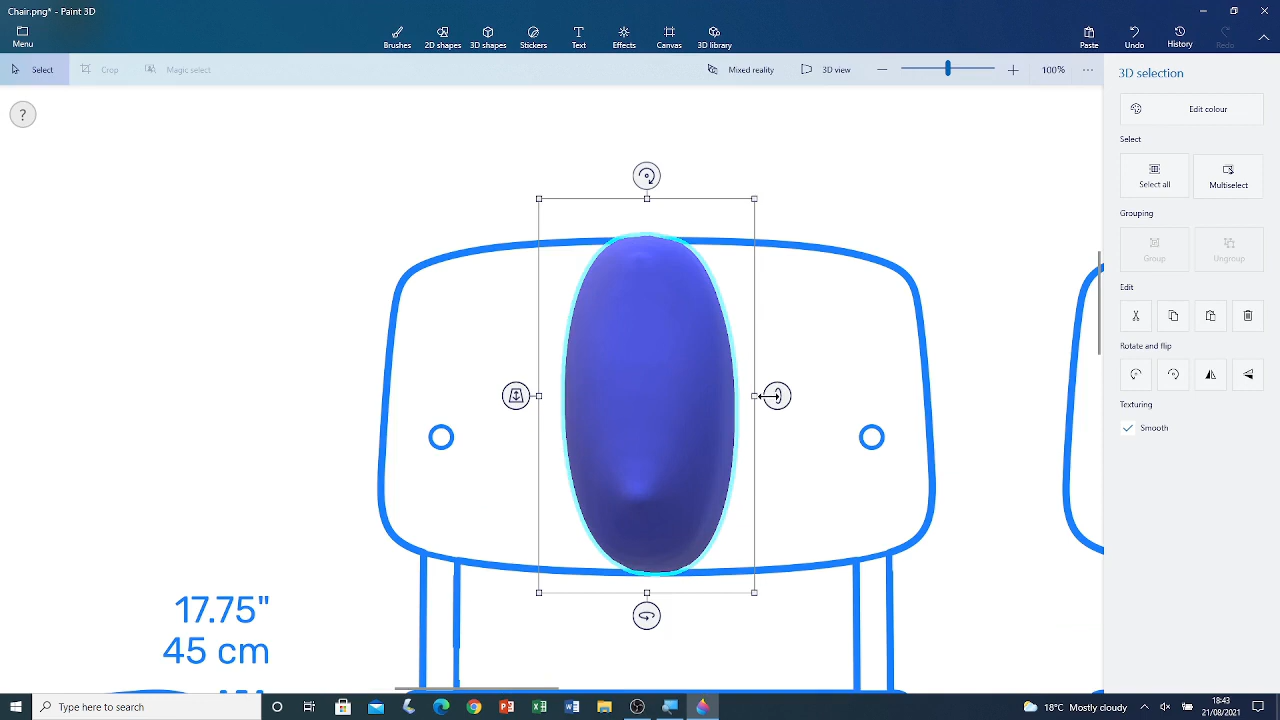 Chair.png* - Paint 3D
Menu
Brushes
2D shapes
3D shapes
Stickers
Text
Effects
Canvas
3D library
Paste
Undo
History
Redo
Select
Crop
Magic select
Mixed reality
3D view
100%
?
3D selection
Edit colour
Select
Select all
Multiselect
Grouping
Group
Ungroup
Edit
Rotate and flip
Texturing
Smooth
17.75"
45 cm
Type here to search
18°C Mostly cloudy
18:43
21/08/2021